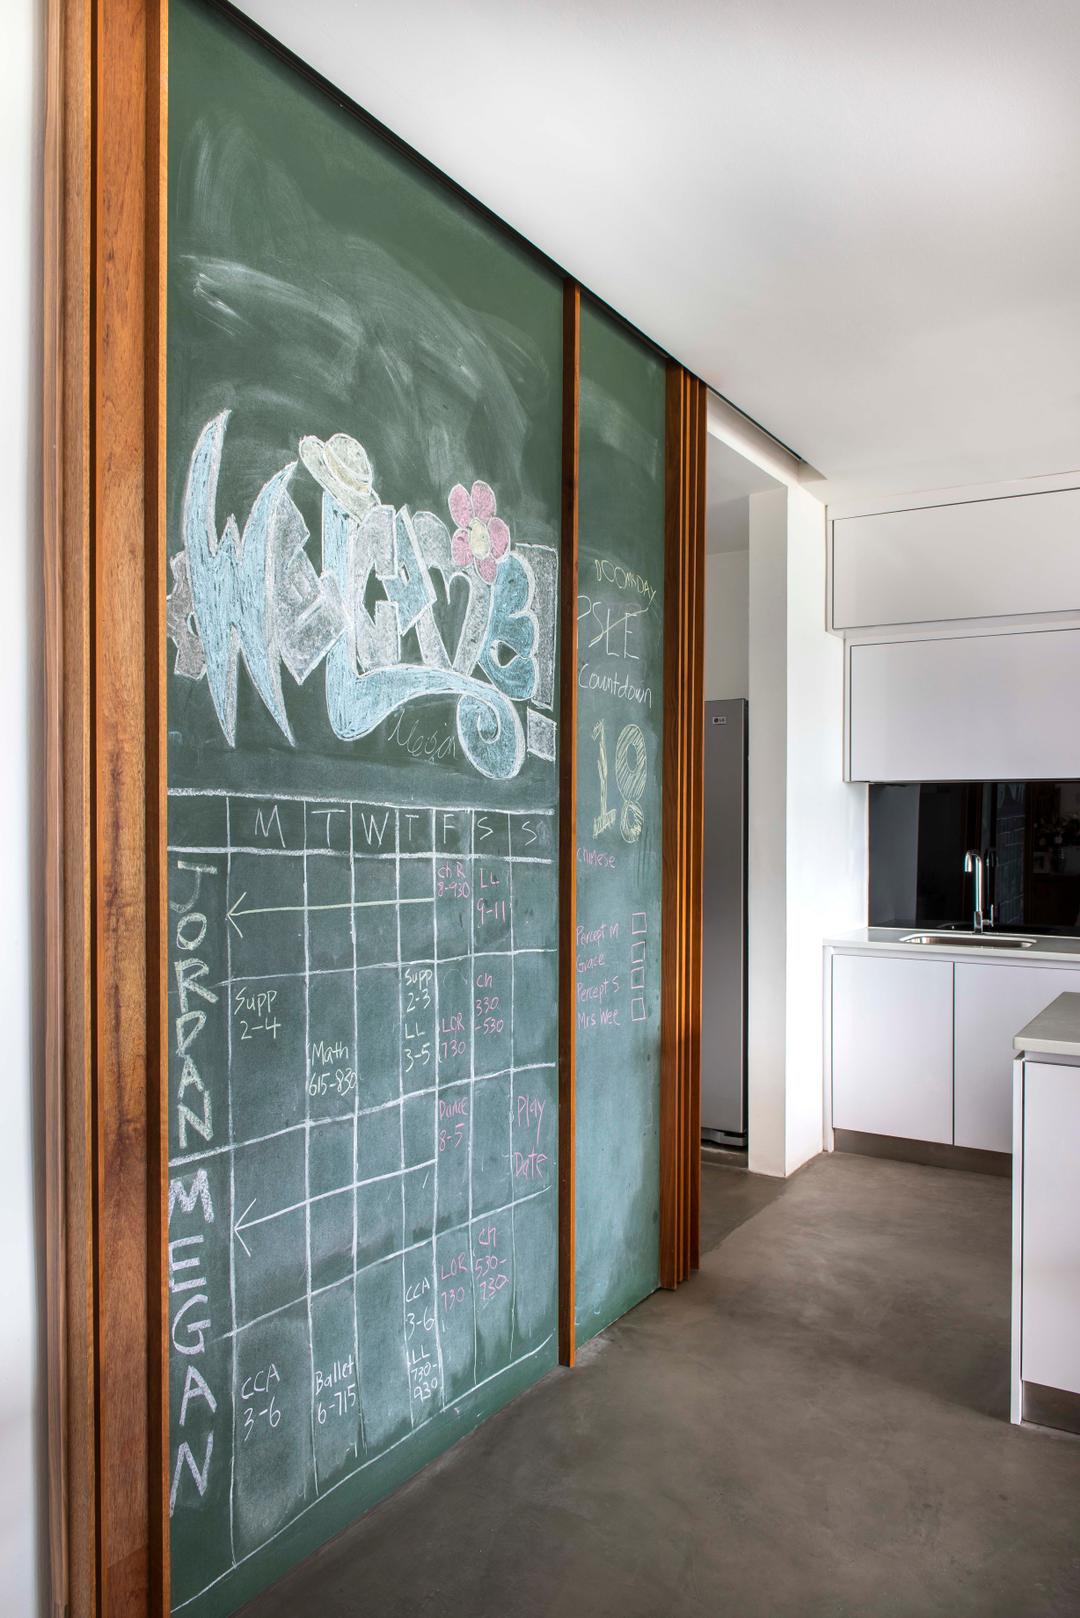 WELCOME
Megan
M T W T F S S
JORDAN
Ch R
8-930
LL
9-11
Supp
2-4
Math
615-830
Supp
2-3
LL
3-5
LOR
730
Ch
330
-530
MEGAN
Dance
8-5
Play
Date
CCA
3-6
Ballet
6-715
CCA
3-6
LL
730-
930
LOR
730
Ch
530-
730
DOOMSDAY
PSLE
Countdown
18
Chinese
Percept M
Grace
Percept S
Mrs Wee
LG